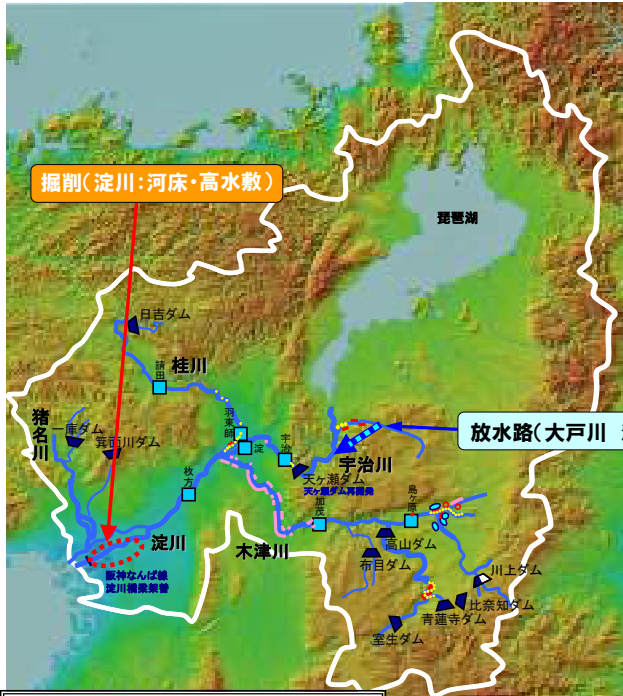 掘削(淀川:河床・高水敷)
琵琶湖
日吉ダム
請田
桂川
猪名川
一庫ダム
箕面川ダム
羽束師
淀
宇治
放水路(大戸川
宇治川
天ヶ瀬ダム
天ヶ瀬ダム再開発
枚方
加茂
島ヶ原
淀川
木津川
高山ダム
布目ダム
川上ダム
阪神なんば線
淀川橋梁架替
比奈知ダム
青蓮寺ダム
室生ダム